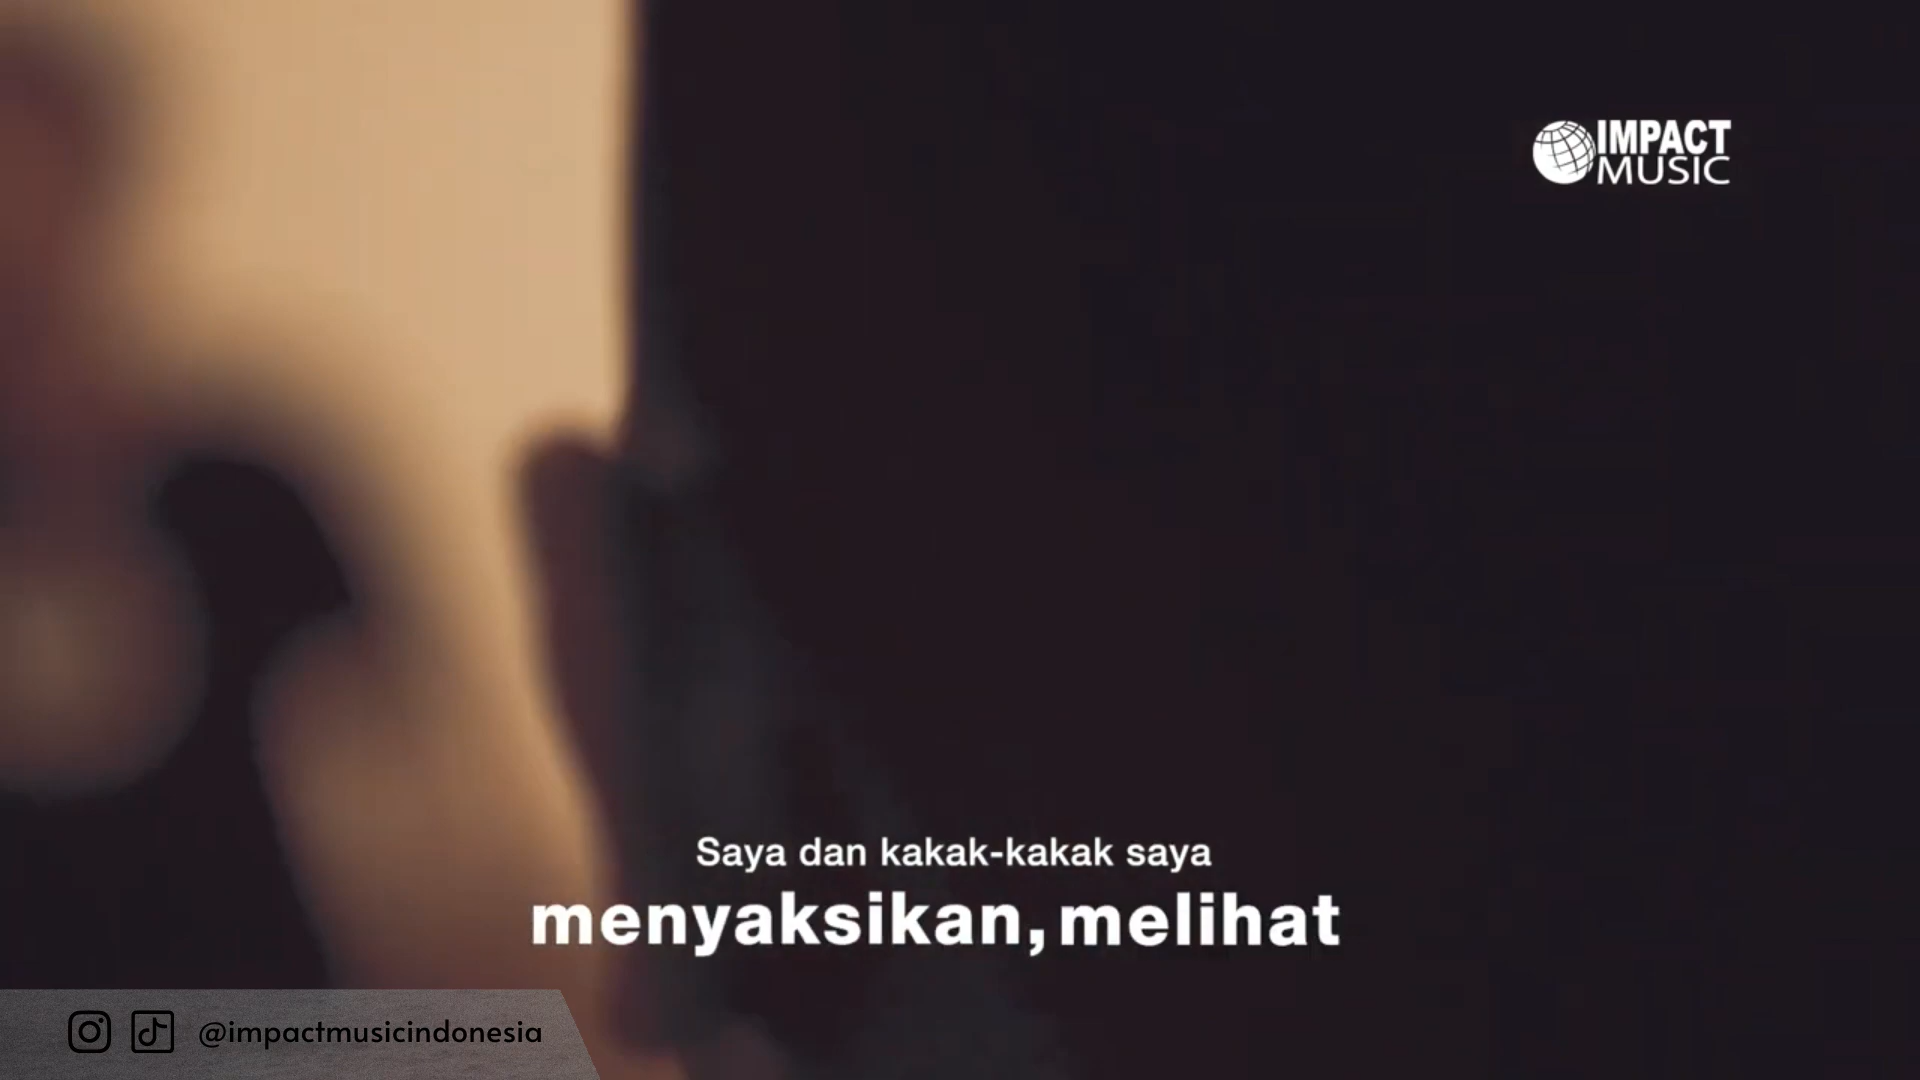 IMPACT
MUSIC
Saya dan kakak-kakak saya
menyaksikan, melihat
@impactmusicindonesia